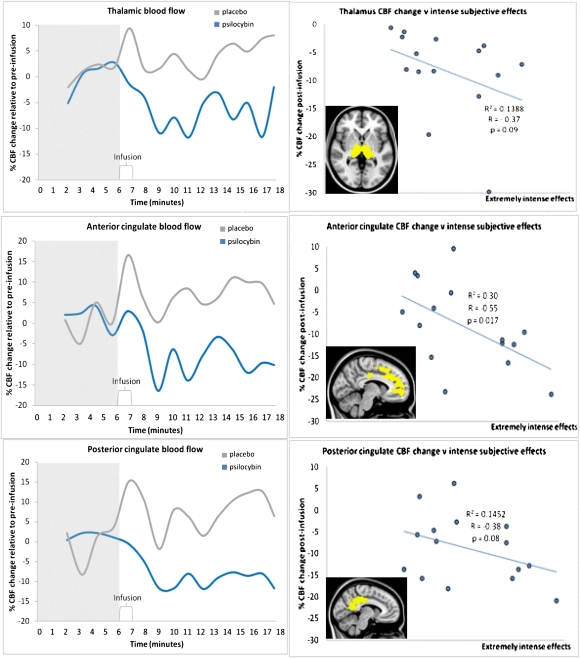 Thalamic blood flow
placebo
psilocybin
% CBF change relative to pre-infusion
15
10
5
0
-5
-10
-15
-20
Infusion
0 1 2 3 4 5 6 7 8 9 10 11 12 13 14 15 16 17 18
Time (minutes)
Thalamus CBF change v intense subjective effects
% CBF change post-infusion
0
-5
-10
-15
-20
-25
-30
R² = 0.1388
R = - 0.37
p = 0.09
Extremely intense effects
Anterior cingulate blood flow
placebo
psilocybin
% CBF change relative to pre-infusion
20
15
10
5
0
-5
-10
-15
-20
Infusion
0 1 2 3 4 5 6 7 8 9 10 11 12 13 14 15 16 17 18
Time (minutes)
Anterior cingulate CBF change v intense subjective effects
% CBF change post-infusion
10
5
0
-5
-10
-15
-20
-25
-30
R² = 0.30
R = -0.55
p = 0.017
Extremely intense effects
Posterior cingulate blood flow
placebo
psilocybin
% CBF change relative to pre-infusion
20
15
10
5
0
-5
-10
-15
-20
Infusion
0 1 2 3 4 5 6 7 8 9 10 11 12 13 14 15 16 17 18
Time (minutes)
Posterior cingulate CBF change v intense subjective effects
% CBF change post-infusion
10
5
0
-5
-10
-15
-20
-25
-30
R² = 0.1452
R = -0.38
p = 0.08
Extremely intense effects